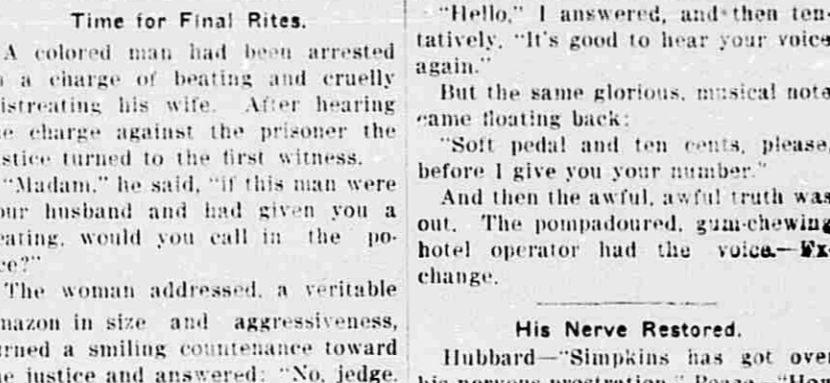 Time for Final Rites.
A colored man had been arrested
a charge of beating and cruelly
istreating his wife. After hearing
e charge against the prisoner the
stice turned to the first witness.
"Madam," he said, "if this man were
our husband and had given you a
eating, would you call in the po-
ce?"
The woman addressed, a veritable
mazon in size and aggressiveness,
urned a smiling countenance toward
e justice and answered: "No, jedge.
"Hello," I answered, and then ten-
tatively, "It's good to hear your voice
again."
But the same glorious, musical note
came floating back:
"Soft pedal and ten cents, please,
before I give you your number."
And then the awful, awful truth was
out. The pompadoured, gum-chewing
hotel operator had the voice.—Ex-
change.
His Nerve Restored.
Hubbard—"Simpkins has got over
his nervous prostration." "How